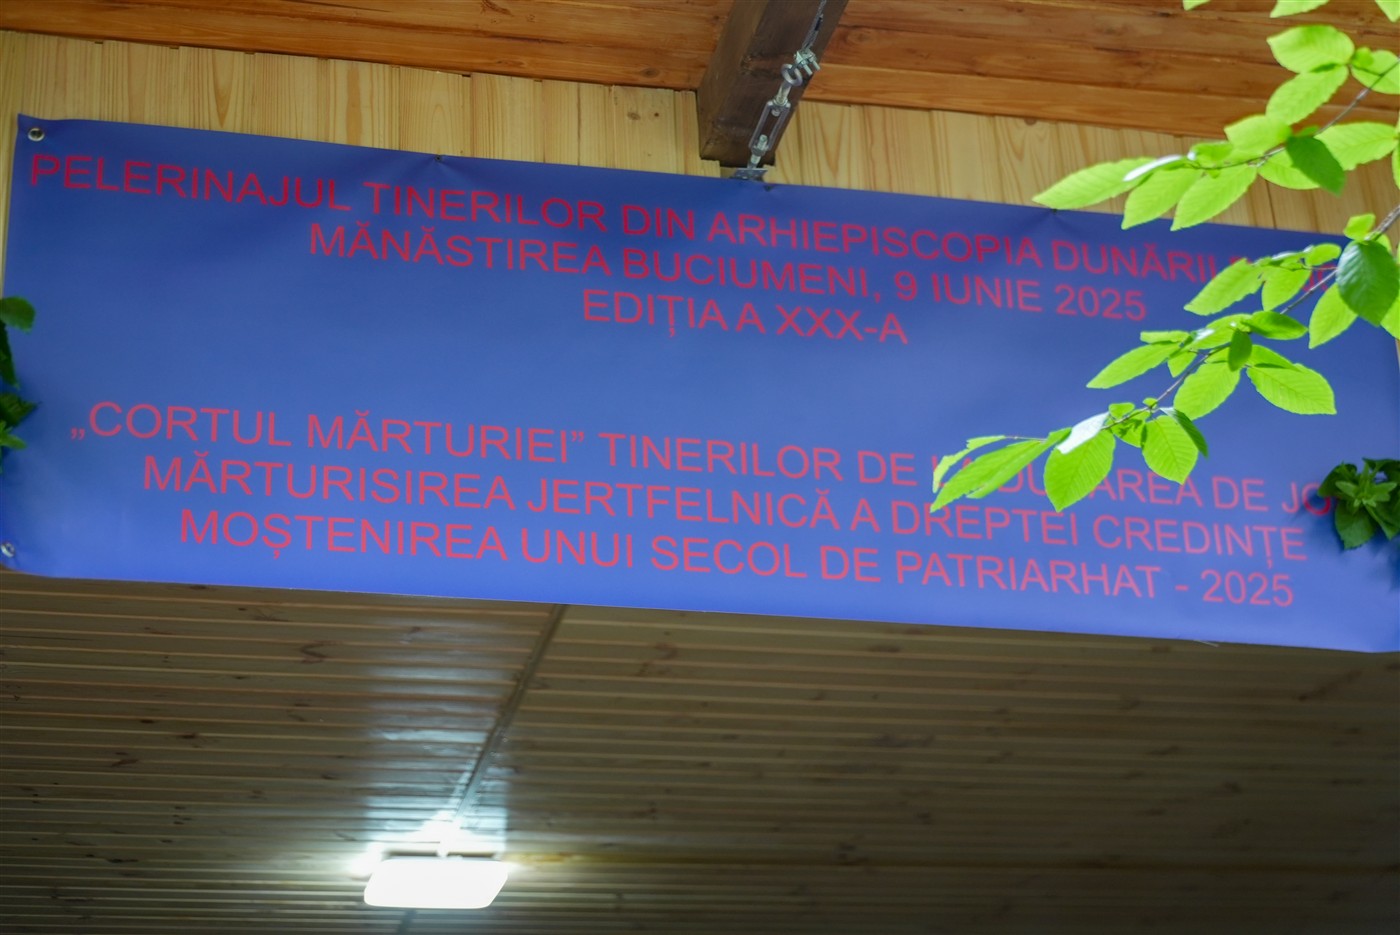 PELERINAJUL TINERILOR DIN ARHIEPISCOPIA
MĂNĂSTIREA BUCIUMENI, 9 IUNIE 2025
EDIȚIA A XXX-A
„CORTUL MĂRTURIEI” TINERILOR DE DE
MĂRTURISIREA JERTFELNICĂ A DREPTEI CREDINȚE
MOȘTENIREA UNUI SECOL DE PATRIARHAT - 2025